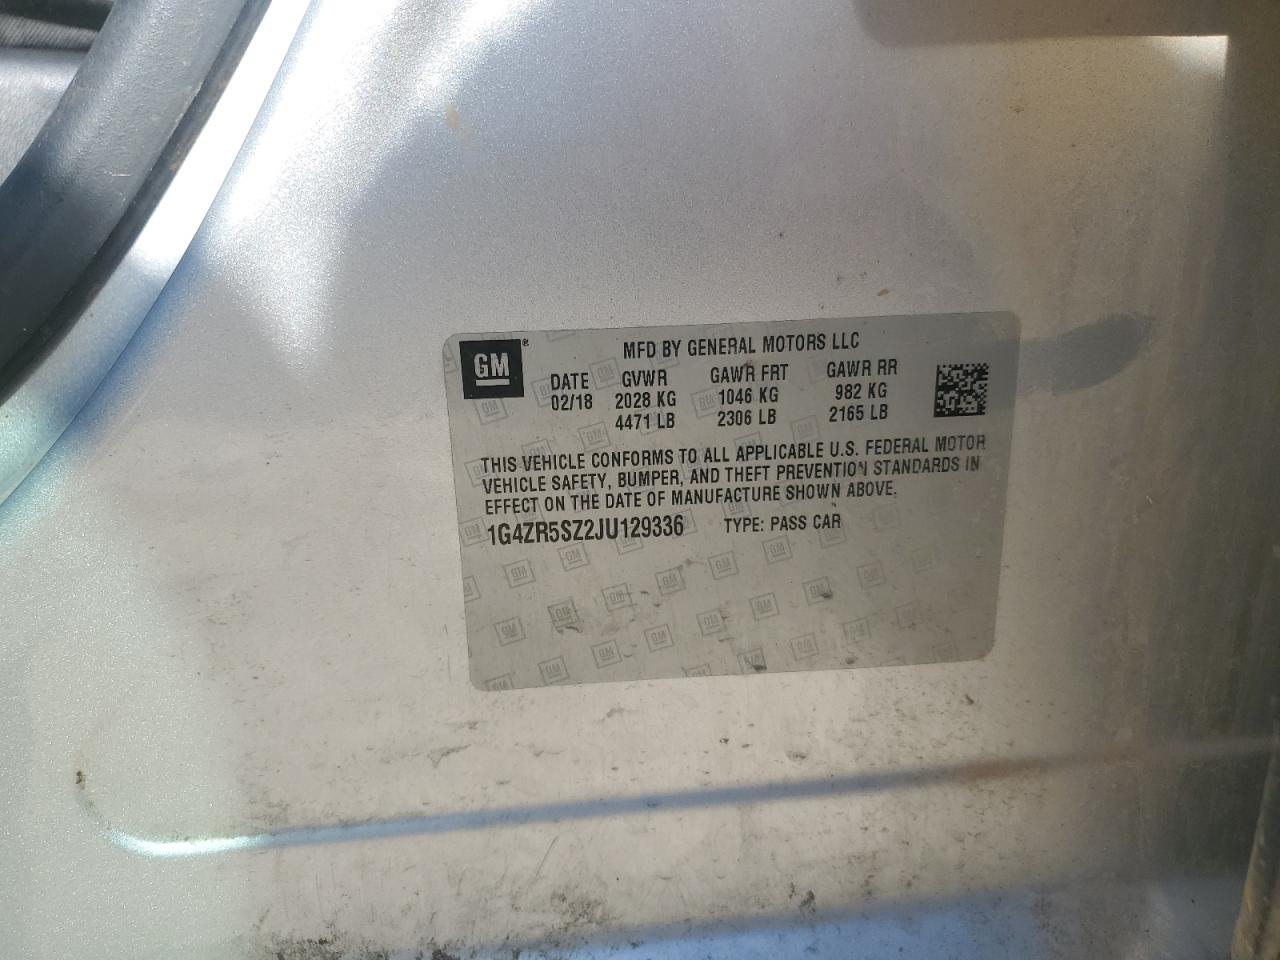 GM®
MFD BY GENERAL MOTORS LLC
DATE GVWR GAWR FRT GAWR RR
02/18 2028 KG 1046 KG 982 KG
4471 LB 2306 LB 2165 LB
THIS VEHICLE CONFORMS TO ALL APPLICABLE U.S. FEDERAL MOTOR
VEHICLE SAFETY, BUMPER, AND THEFT PREVENTION STANDARDS IN
EFFECT ON THE DATE OF MANUFACTURE SHOWN ABOVE.
1G4ZR5SZ2JU129336 TYPE: PASS CAR